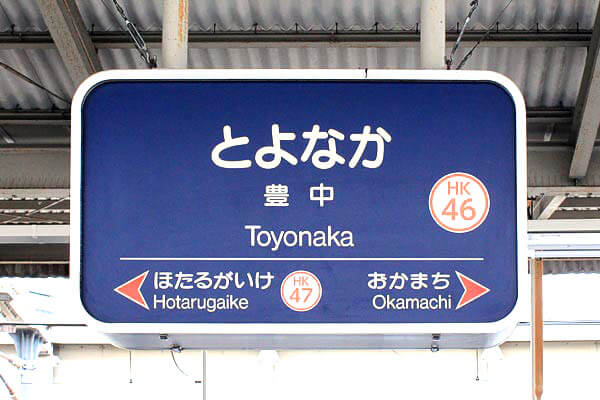 とよなか
豊中
HK
46
Toyonaka
ほたるがいけ
Hotarugaike
HK
47
おかまち
Okamachi